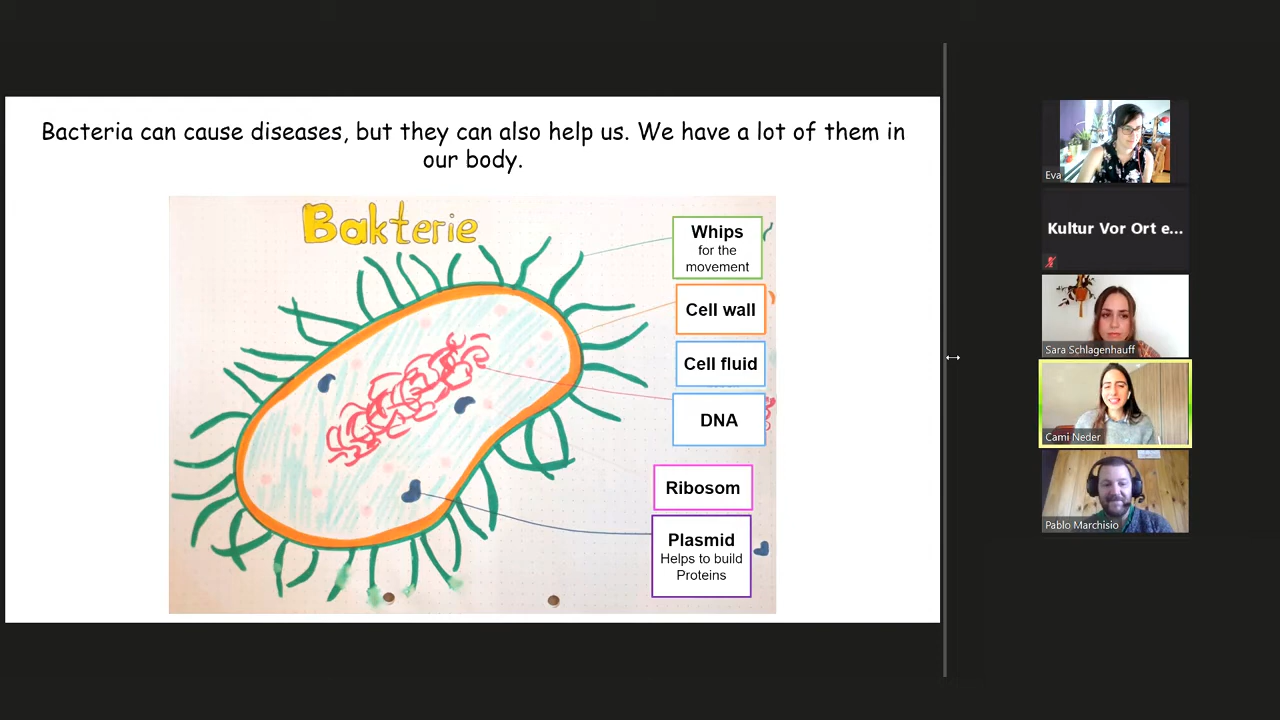 Bacteria can cause diseases, but they can also help us. We have a lot of them in
our body.
Bakterie
Whips
for the
movement
Cell wall
Cell fluid
DNA
Ribosom
Plasmid
Helps to build
Proteins
Eva
Kultur Vor Ort e...
Sara Schlagenhauff
Cami Neder
Pablo Marchisio